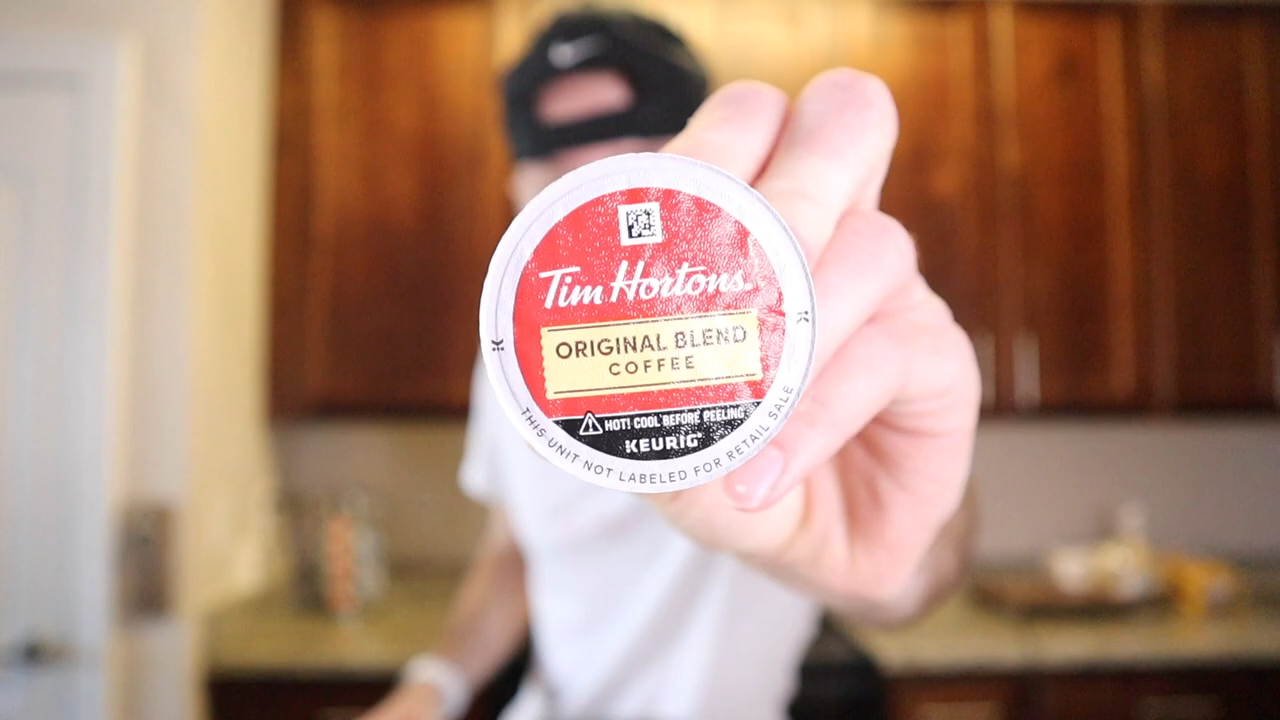 Tim Hortons
ORIGINAL BLEND
COFFEE
HOT! COOL BEFORE PEELING
KEURIG
THIS UNIT NOT LABELED FOR RETAIL SALE